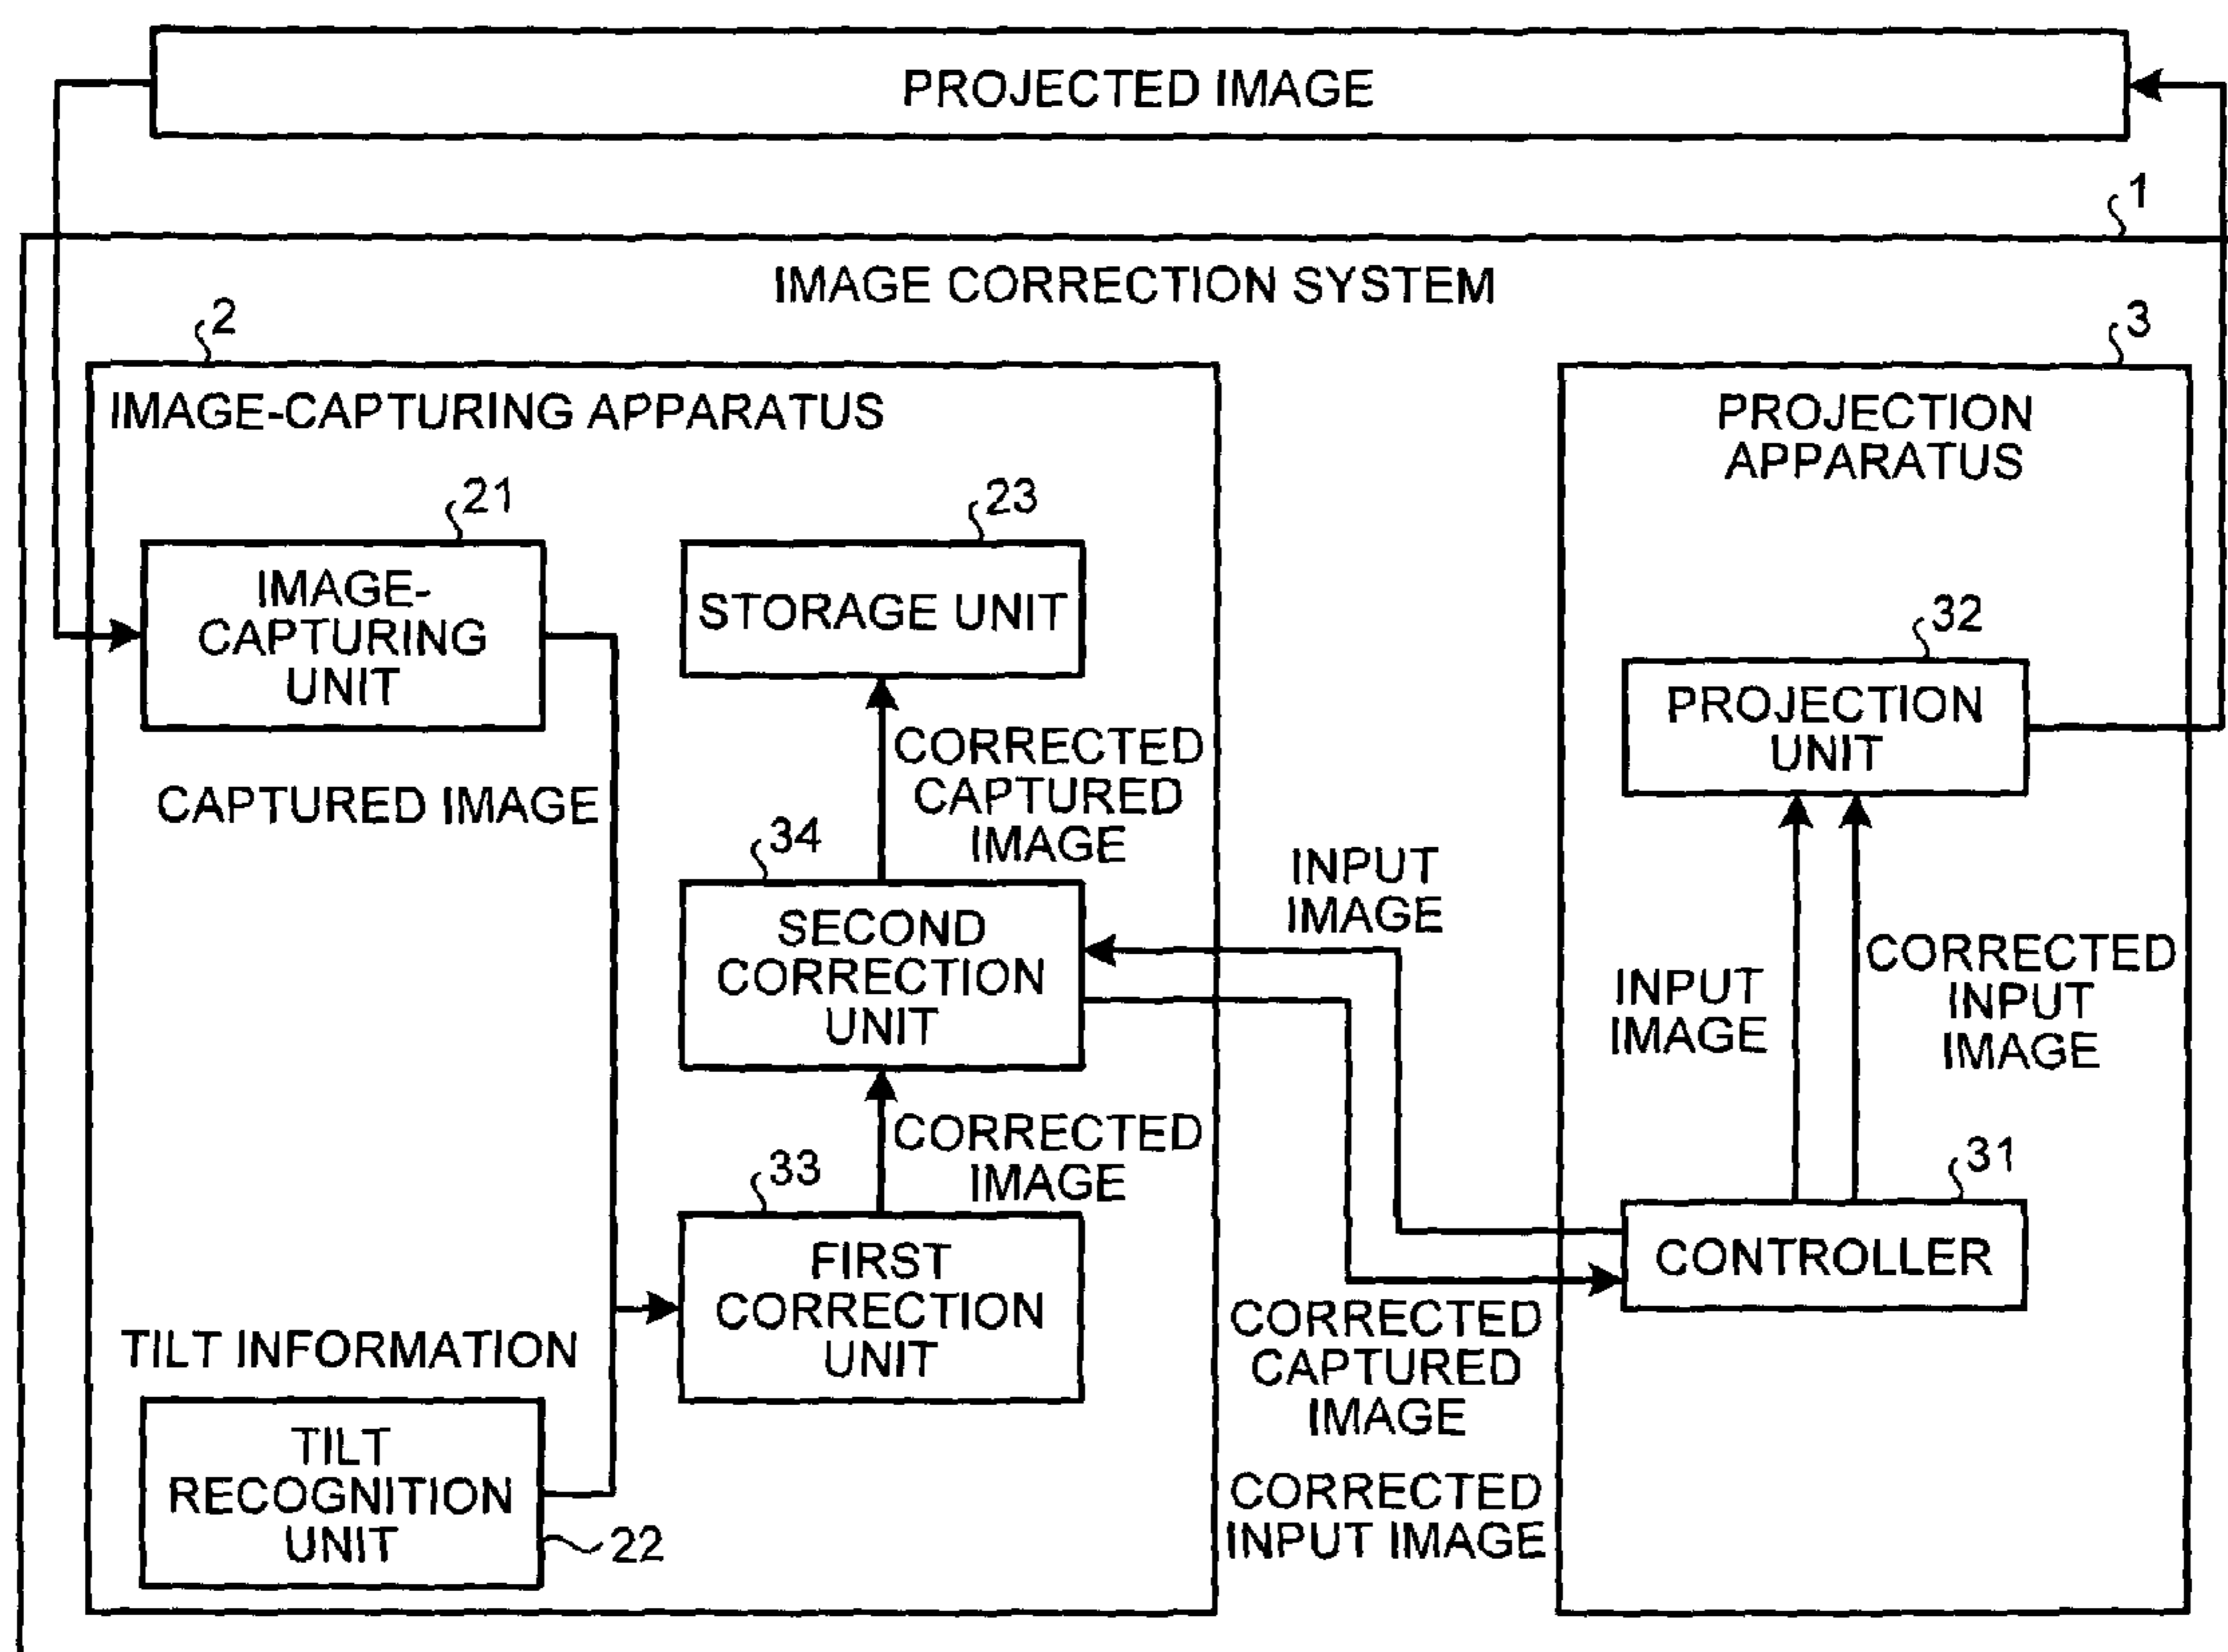 PROJECTED IMAGE
1
IMAGE CORRECTION SYSTEM
2
IMAGE-CAPTURING APPARATUS
21
IMAGE-
CAPTURING
UNIT
CAPTURED IMAGE
23
STORAGE UNIT
CORRECTED
CAPTURED
IMAGE
34
SECOND
CORRECTION
UNIT
CORRECTED
IMAGE
33
FIRST
CORRECTION
UNIT
TILT INFORMATION
TILT
RECOGNITION
UNIT
22
INPUT
IMAGE
CORRECTED
CAPTURED
IMAGE
CORRECTED
INPUT IMAGE
3
PROJECTION
APPARATUS
32
PROJECTION
UNIT
INPUT
IMAGE
CORRECTED
INPUT
IMAGE
31
CONTROLLER